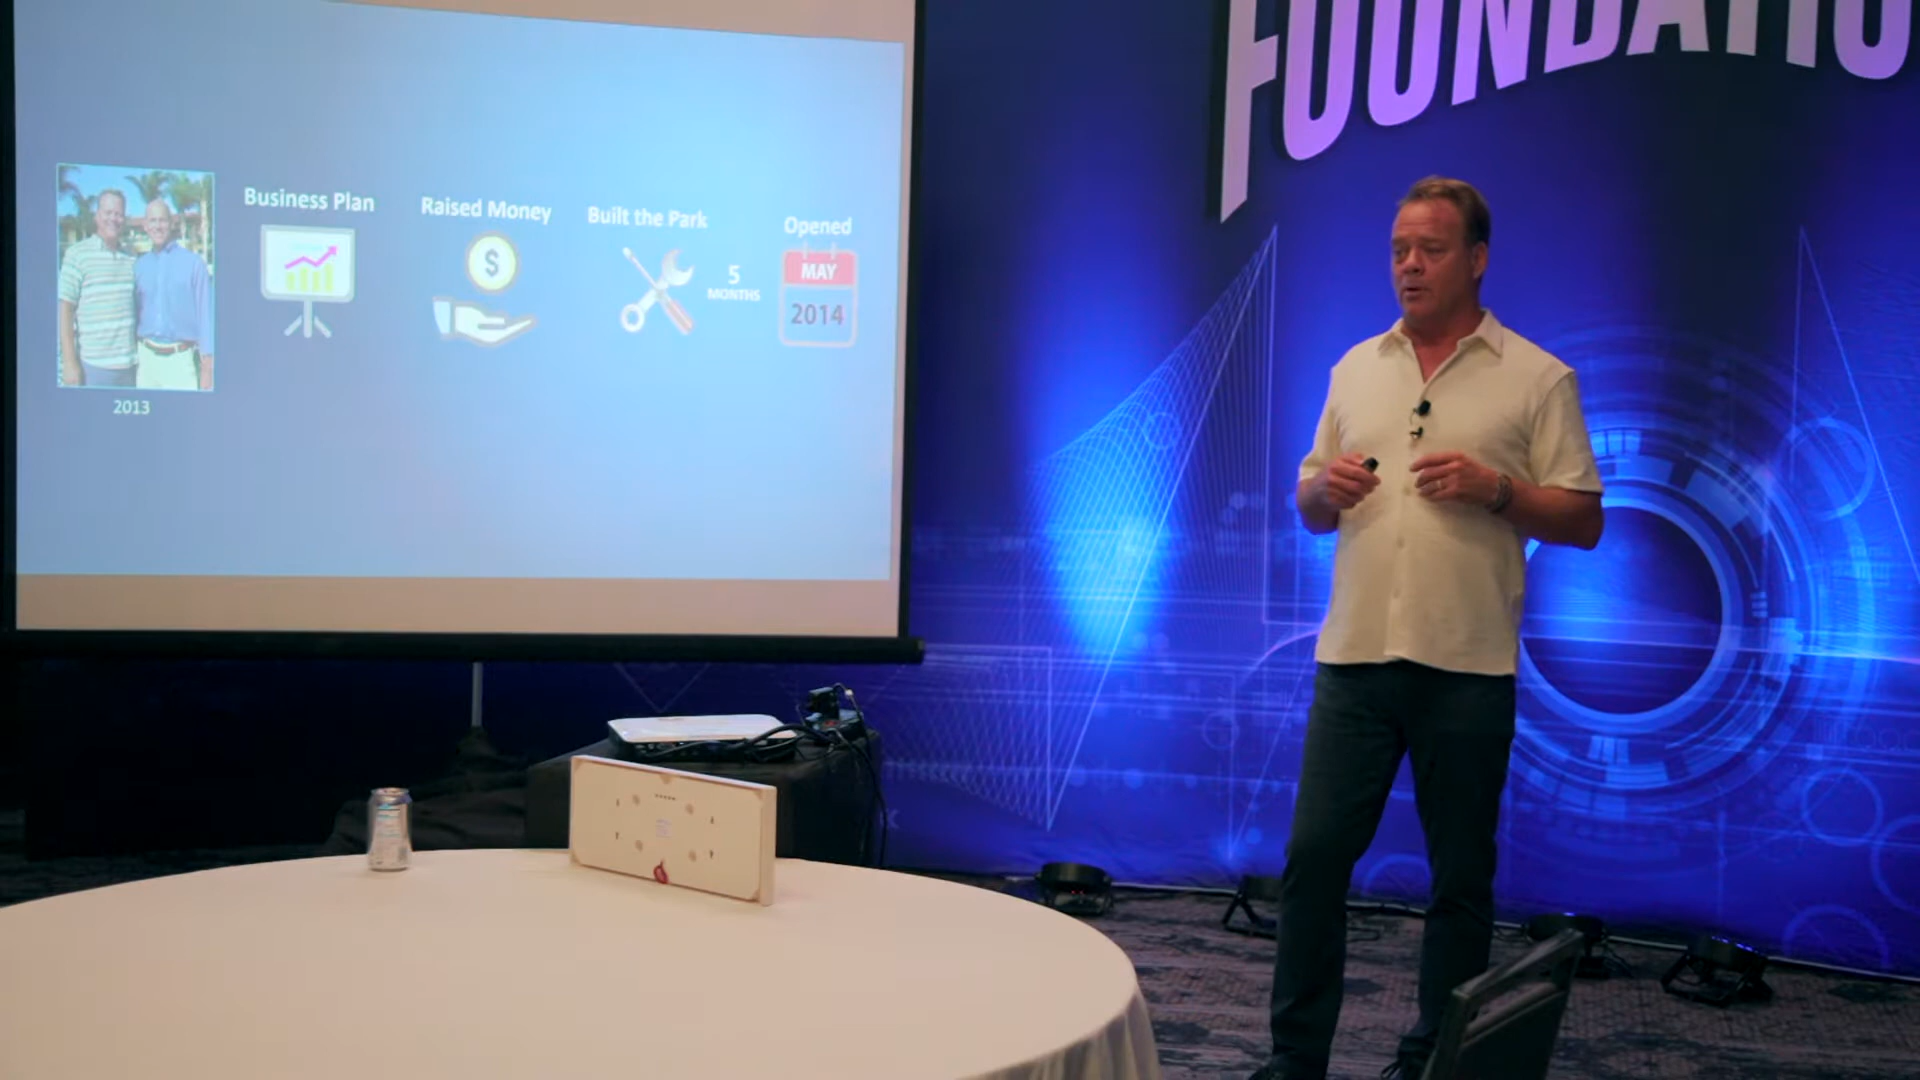 Business Plan
Raised Money
$
Built the Park
5
MONTHS
Opened
MAY
2014
2013
FOUNDATIO